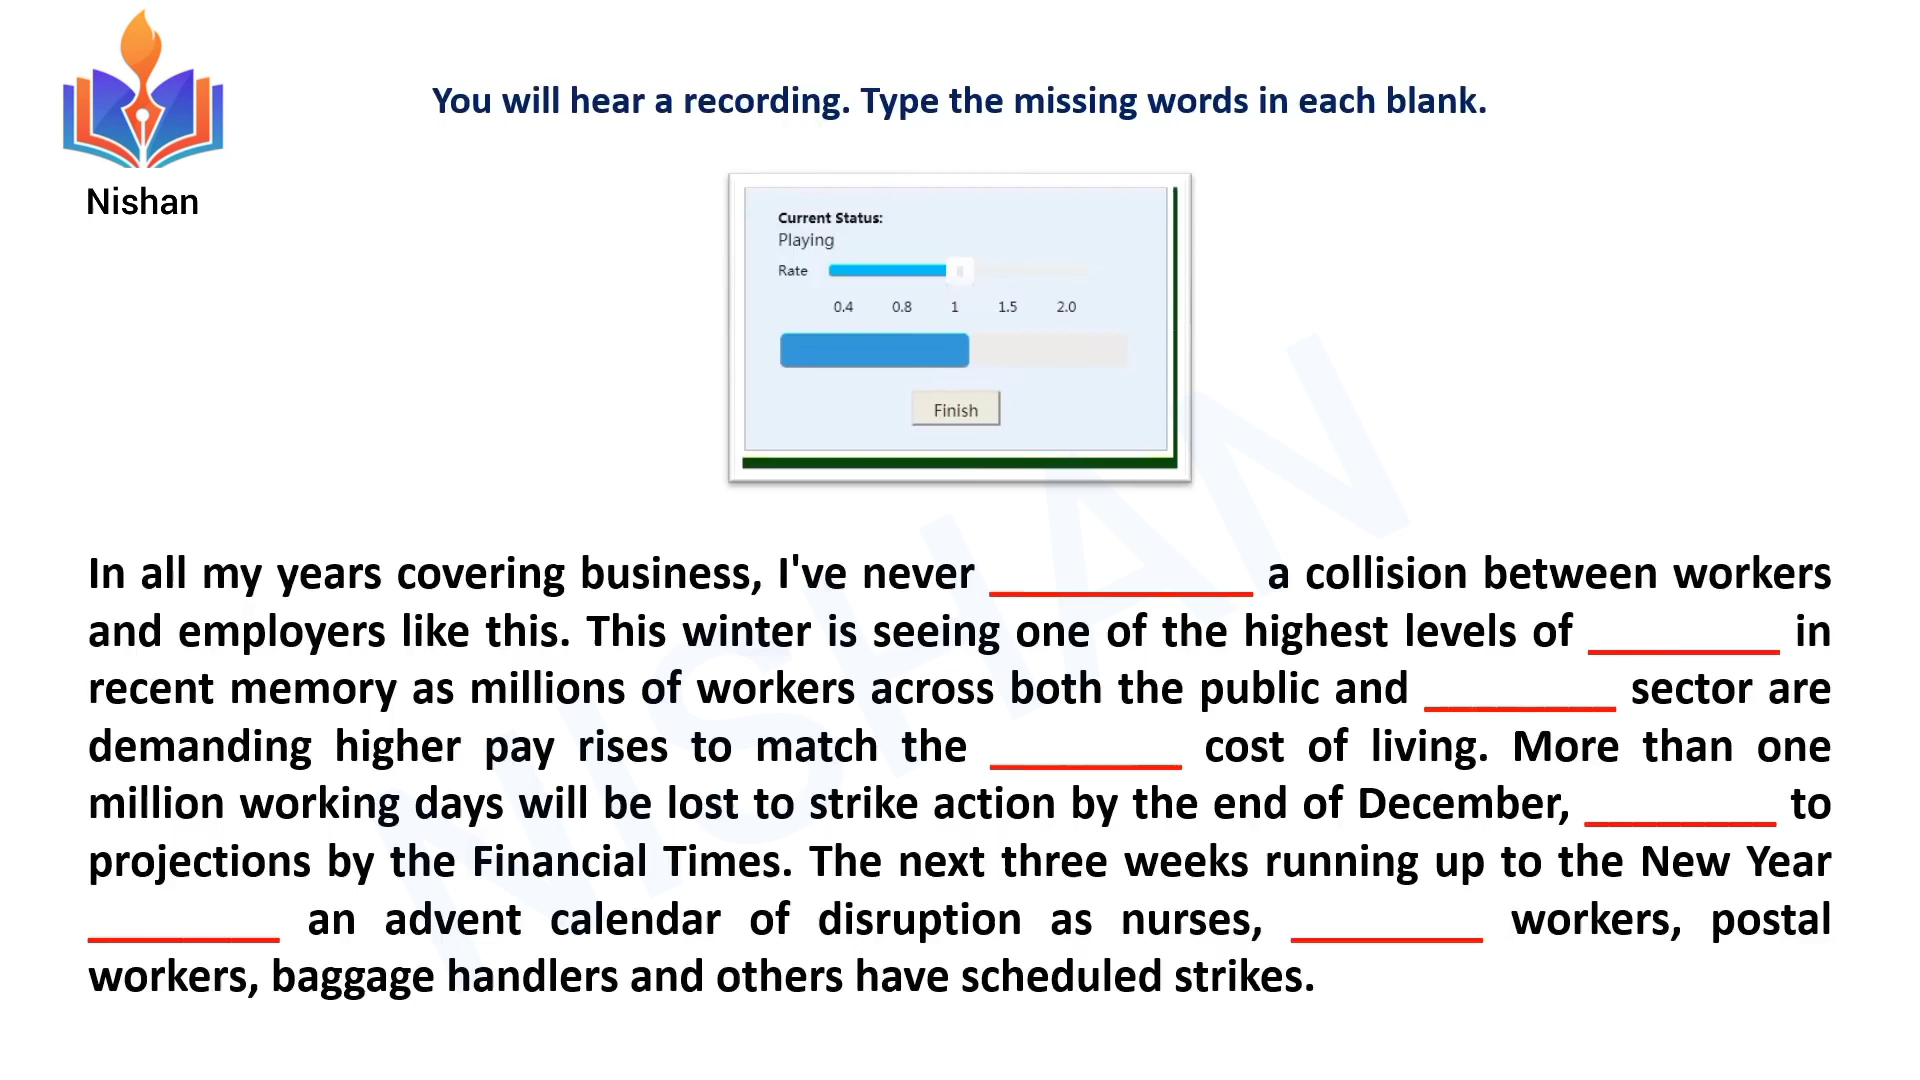 You will hear a recording. Type the missing words in each blank.
Nishan
Current Status:
Playing
Rate
0.4 0.8 1 1.5 2.0
Finish
In all my years covering business, I've never ___________ a collision between workers
and employers like this. This winter is seeing one of the highest levels of ________ in
recent memory as millions of workers across both the public and ________ sector are
demanding higher pay rises to match the ________ cost of living. More than one
million working days will be lost to strike action by the end of December, ________ to
projections by the Financial Times. The next three weeks running up to the New Year
________ an advent calendar of disruption as nurses, ________ workers, postal
workers, baggage handlers and others have scheduled strikes.
NISHAN